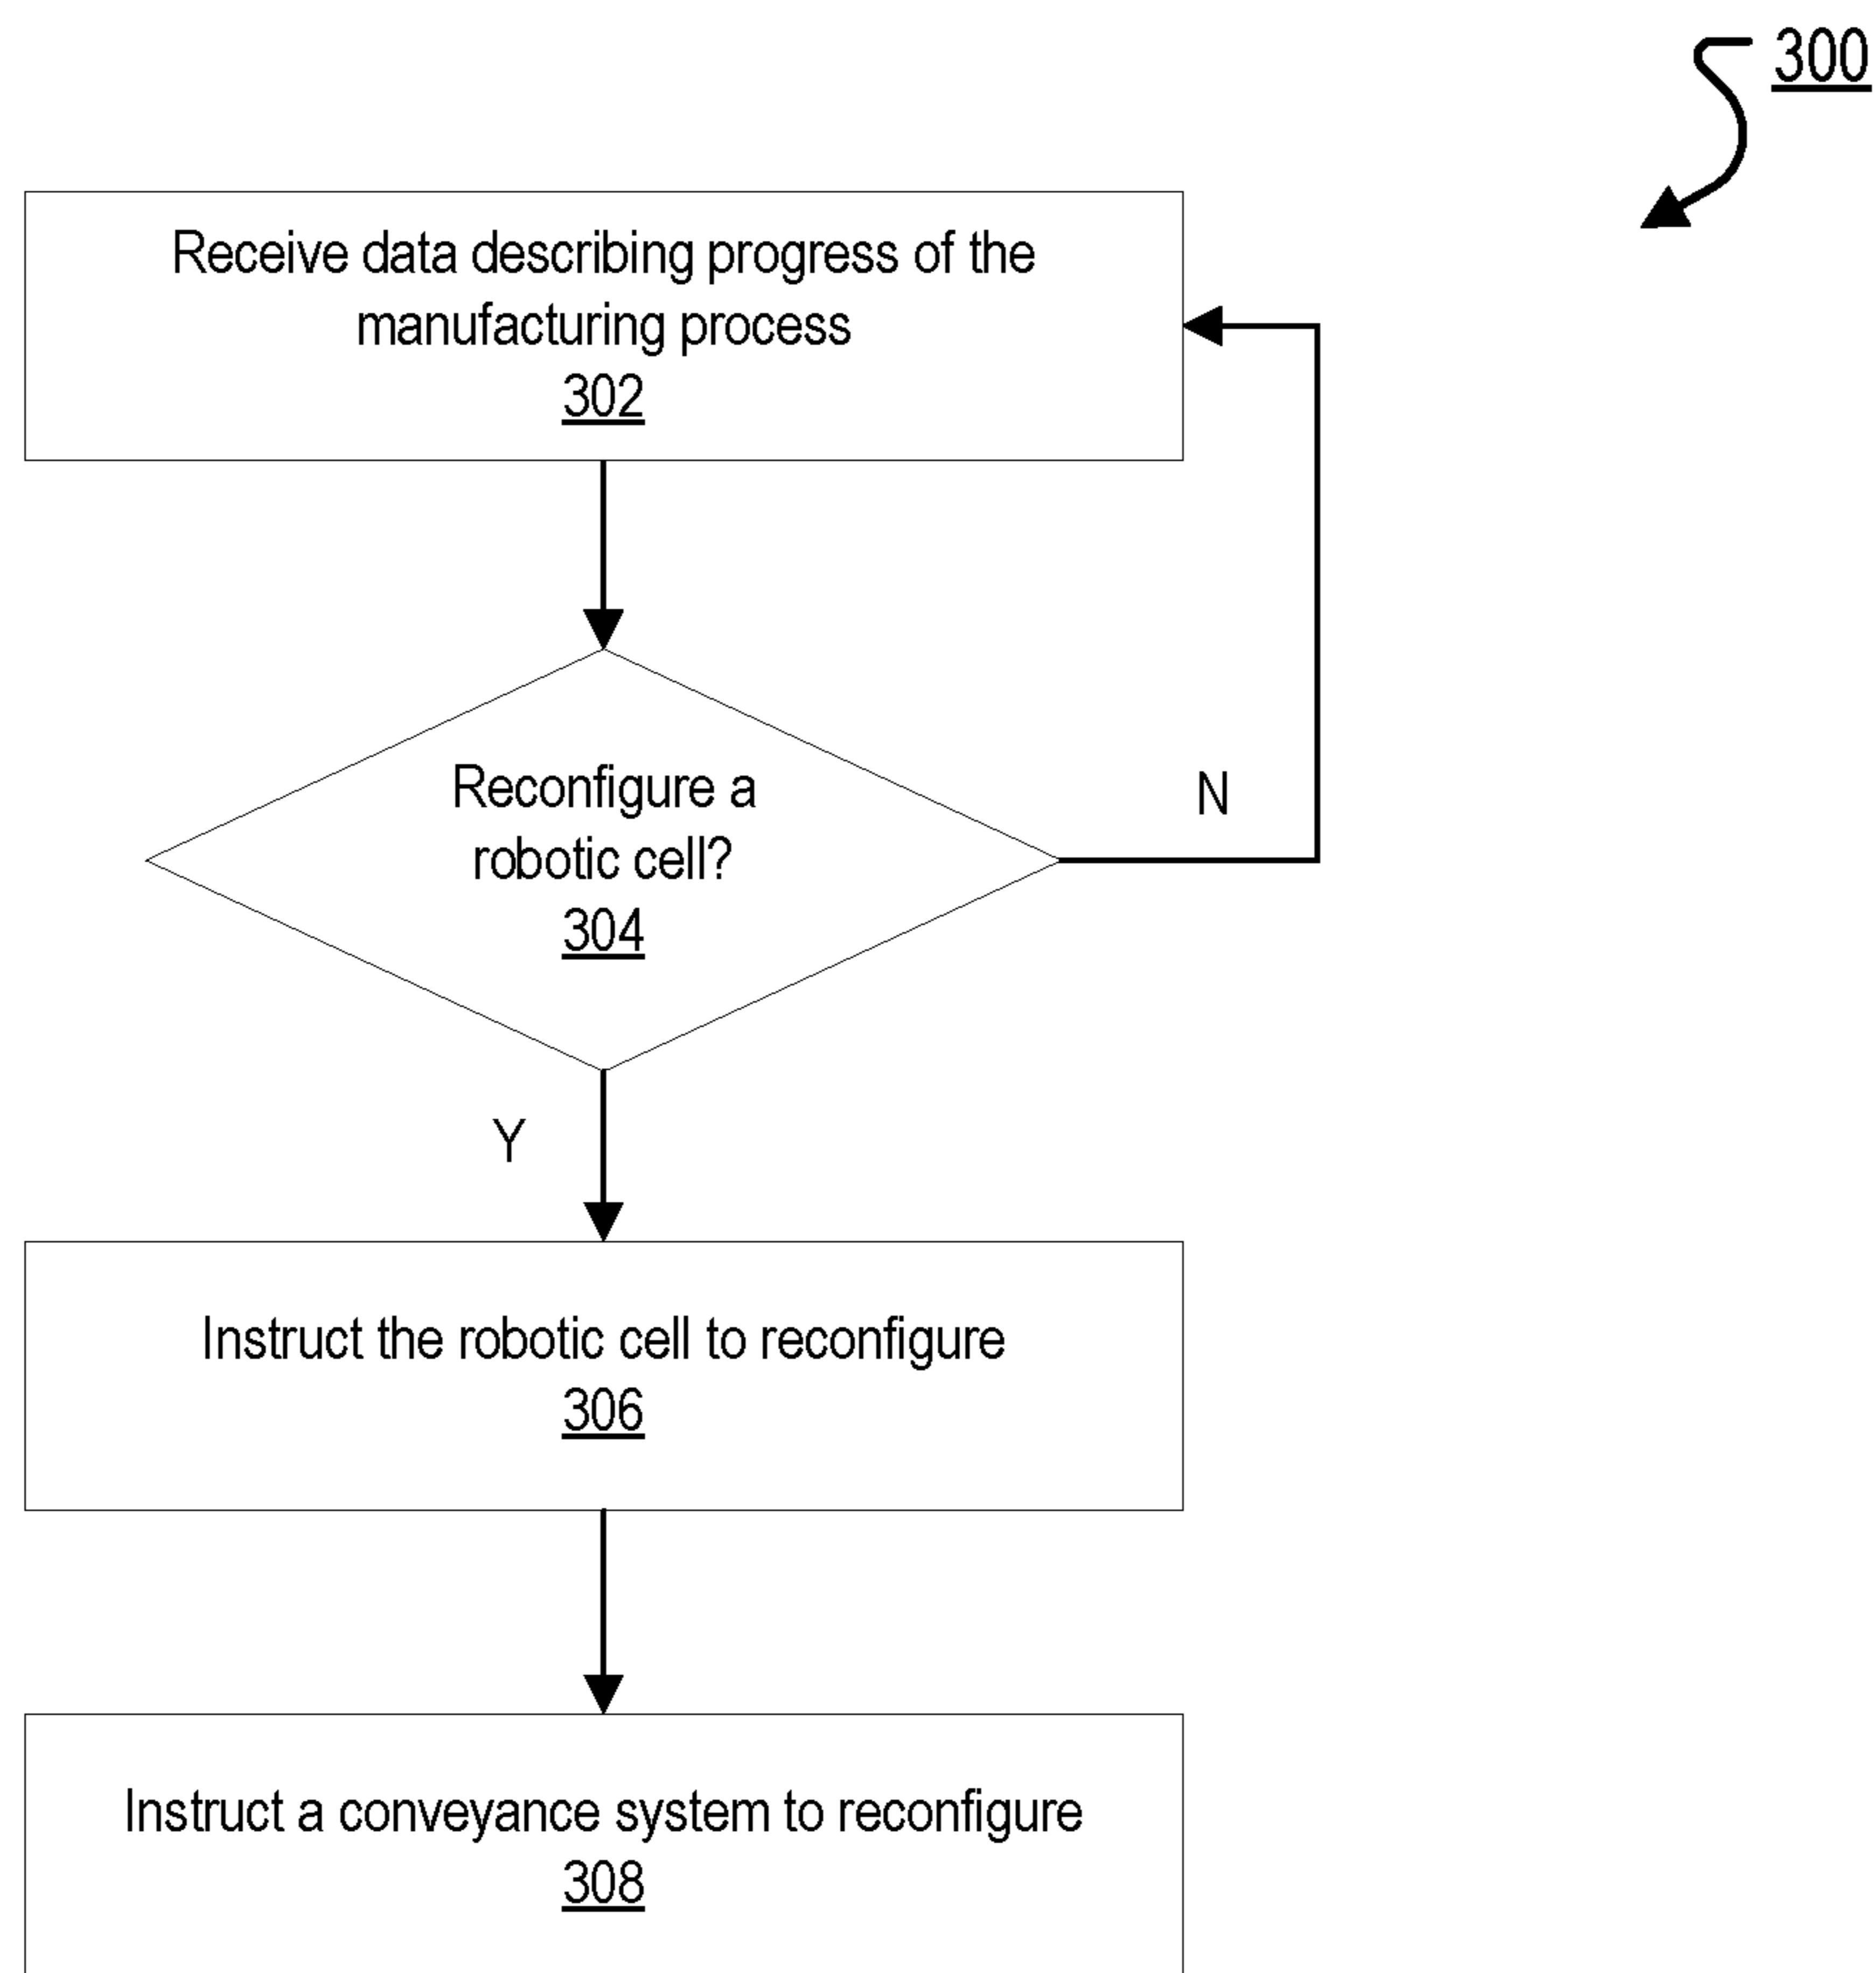 300
Receive data describing progress of the
manufacturing process
302
Reconfigure a
robotic cell?
304
N
Y
Instruct the robotic cell to reconfigure
306
Instruct a conveyance system to reconfigure
308